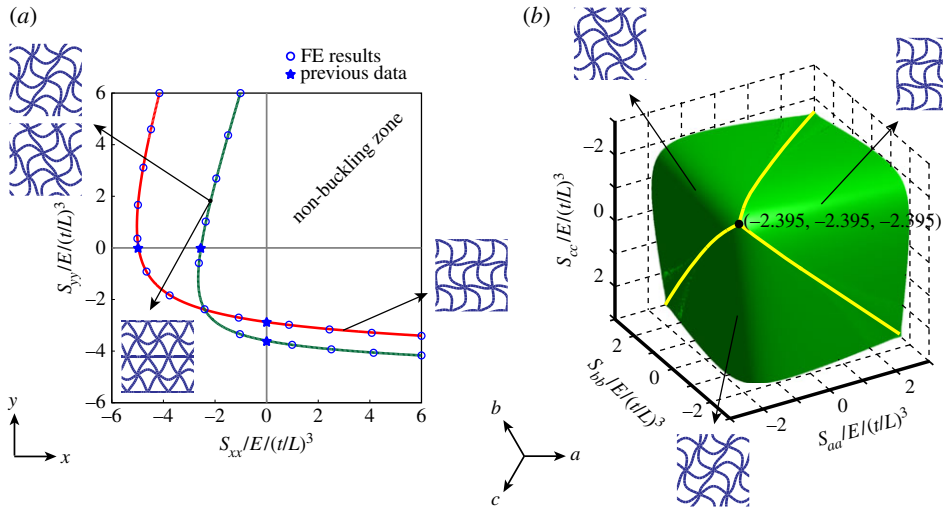 (a)
FE results
previous data
6
4
2
0
−2
−4
−6
S_yy/E/(t/L)^3
non-buckling zone
−6 −4 −2 0 2 4 6
S_xx/E/(t/L)^3
y
x
(b)
−2
0
2
S_cc/E/(t/L)^3
(−2.395, −2.395, −2.395)
2
0
−2
S_bb/E/(t/L)^3
−2
0
2
S_aa/E/(t/L)^3
b
a
c